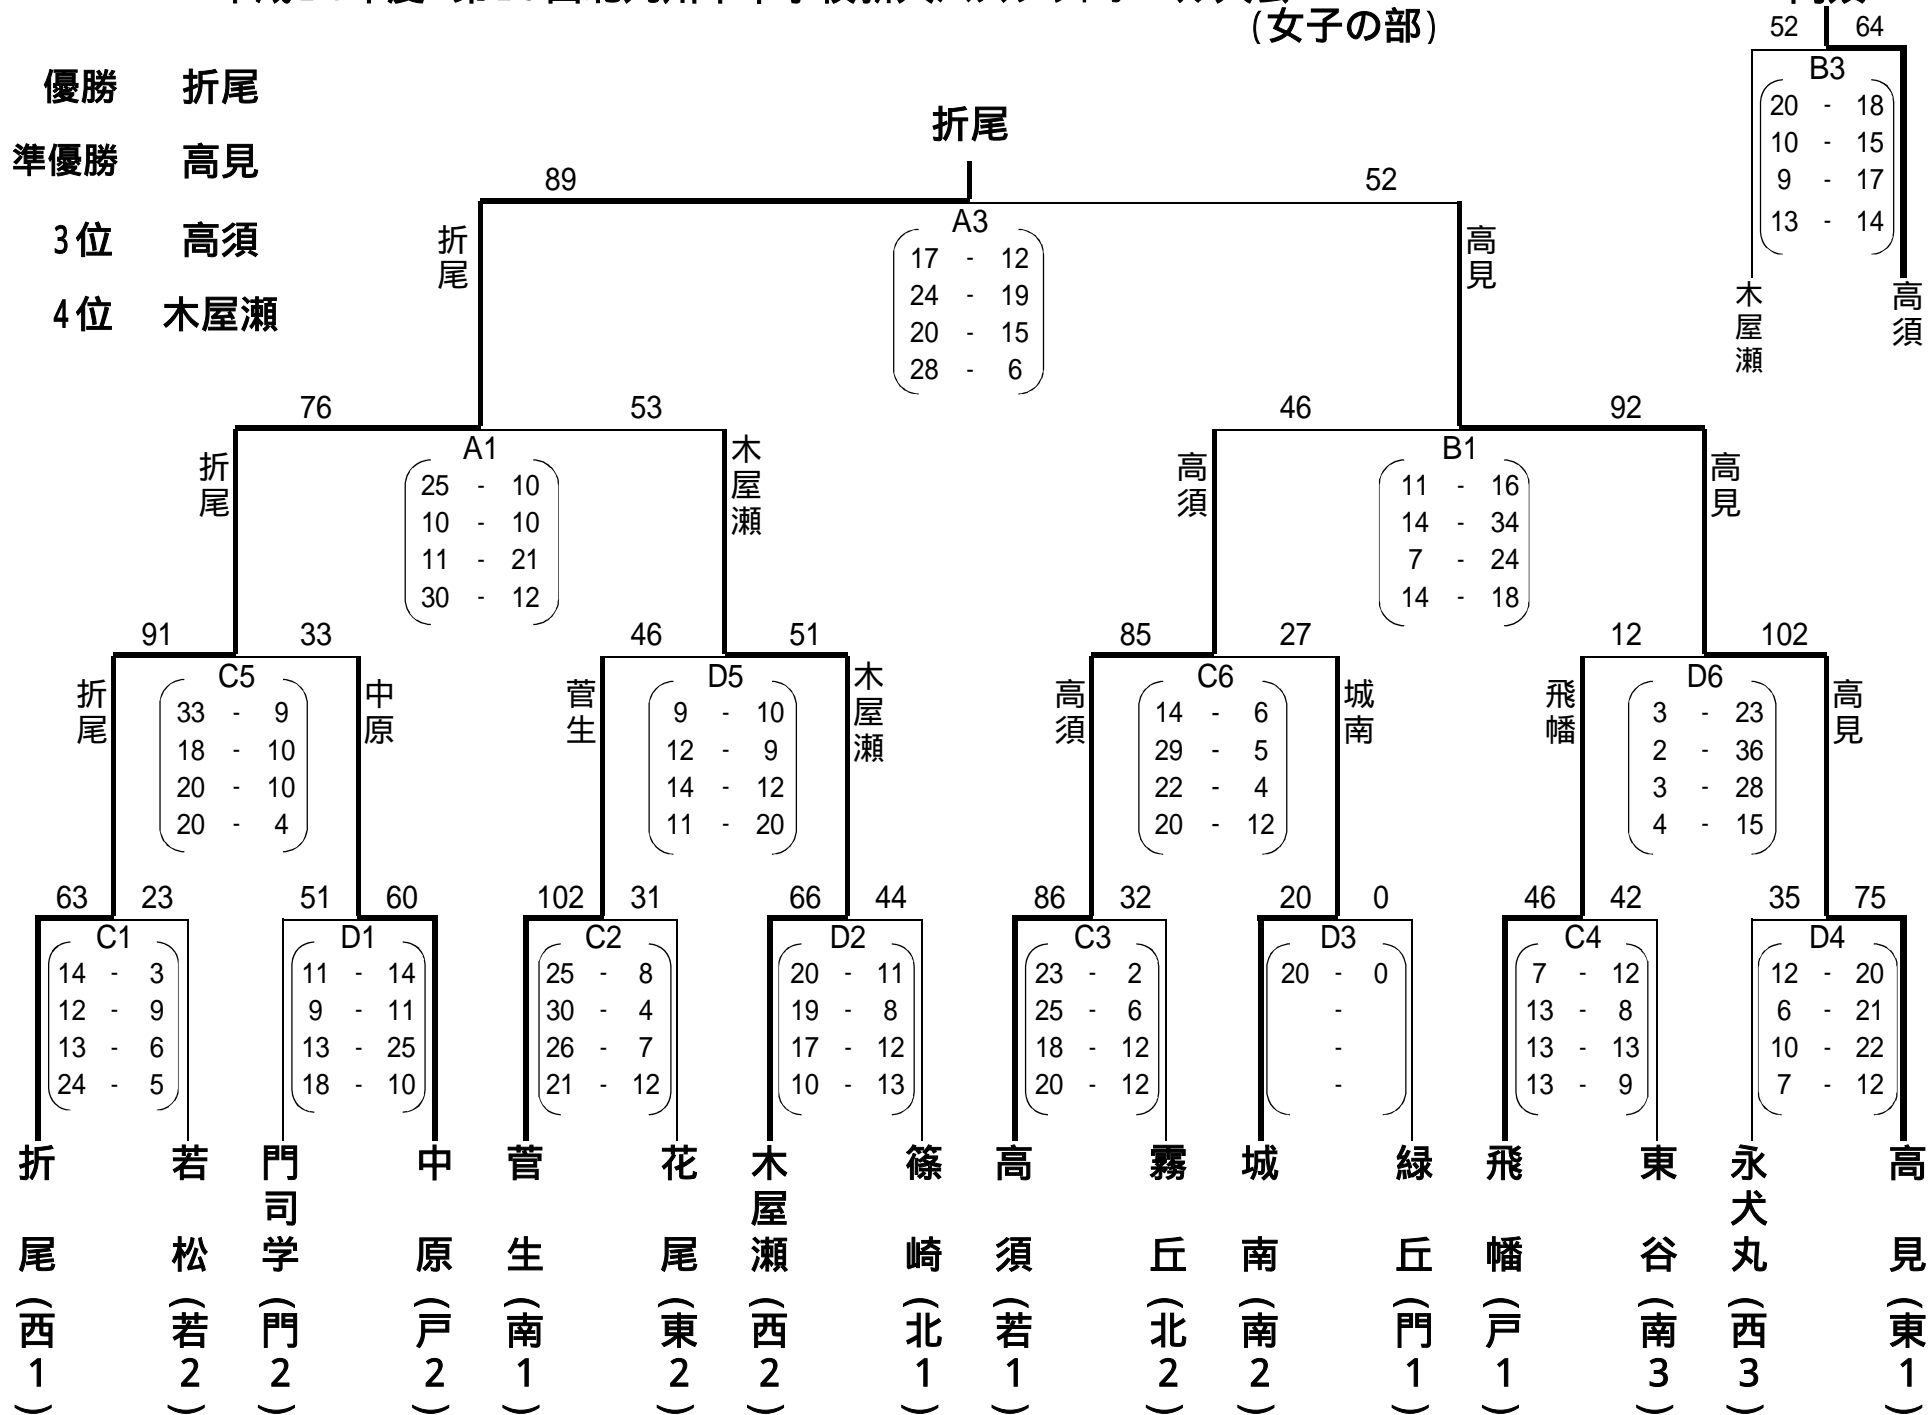 (女子の部)
52 64
B3
20 - 18
10 - 15
9 - 17
13 - 14
木屋瀬 高須
優勝 折尾
準優勝 高見
3位 高須
4位 木屋瀬
折尾
89 52
A3
17 - 12
24 - 19
20 - 15
28 - 6
折尾 高見
76 53
A1
25 - 10
10 - 10
11 - 21
30 - 12
折尾 木屋瀬
46 92
B1
11 - 16
14 - 34
7 - 24
14 - 18
高須 高見
91 33
C5
33 - 9
18 - 10
20 - 10
20 - 4
折尾 中原
46 51
D5
9 - 10
12 - 9
14 - 12
11 - 20
菅生 木屋瀬
85 27
C6
14 - 6
29 - 5
22 - 4
20 - 12
高須 城南
12 102
D6
3 - 23
2 - 36
3 - 28
4 - 15
飛幡 高見
63 23
C1
14 - 3
12 - 9
13 - 6
24 - 5
51 60
D1
11 - 14
9 - 11
13 - 25
18 - 10
102 31
C2
25 - 8
30 - 4
26 - 7
21 - 12
66 44
D2
20 - 11
19 - 8
17 - 12
10 - 13
86 32
C3
23 - 2
25 - 6
18 - 12
20 - 12
20 0
D3
20 - 0
-
-
-
46 42
C4
7 - 12
13 - 8
13 - 13
13 - 9
35 75
D4
12 - 20
6 - 21
10 - 22
7 - 12
折尾(西1)
若松(若2)
門司学(門2)
中原(戸2)
菅生(南1)
花尾(東2)
木屋瀬(西2)
篠崎(北1)
高須(若1)
霧丘(北2)
城南(南2)
緑丘(門1)
飛幡(戸1)
東谷(南3)
永犬丸(西3)
高見(東1)